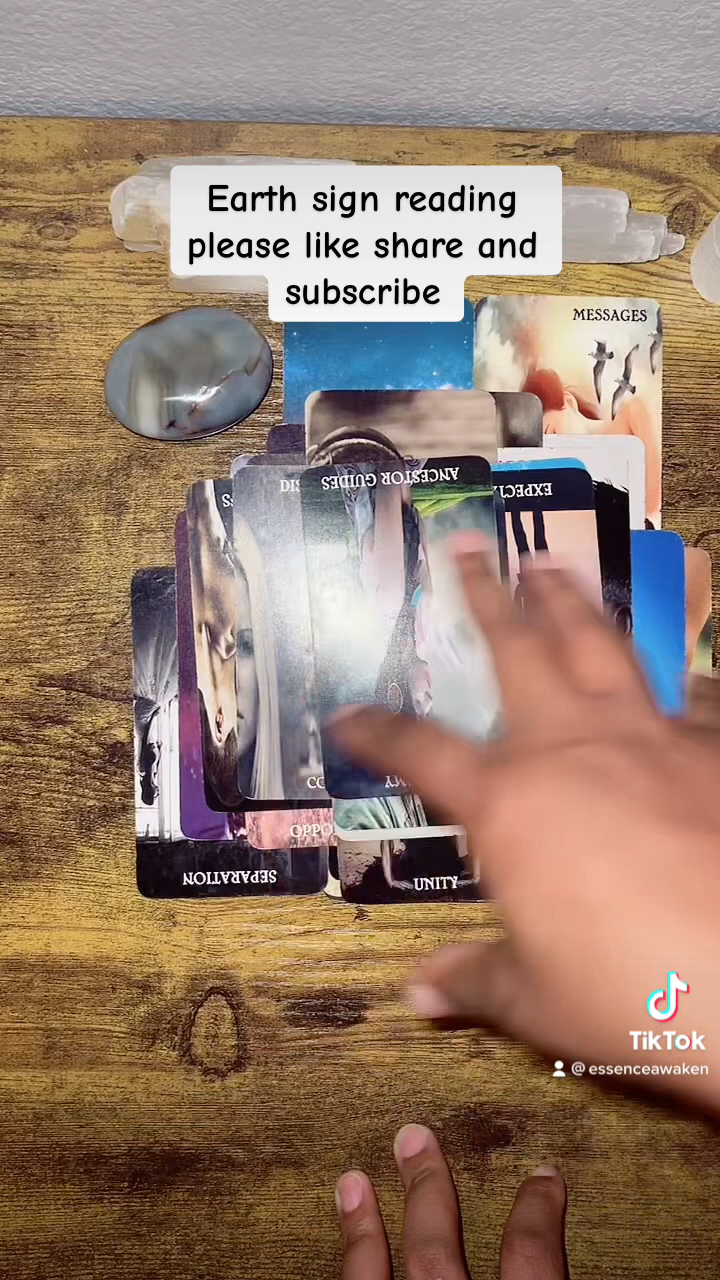 Earth sign reading
please like share and
subscribe
MESSAGES
ANCESTOR GUIDES
SEPARATION
UNITY
TikTok
@essenceawaken